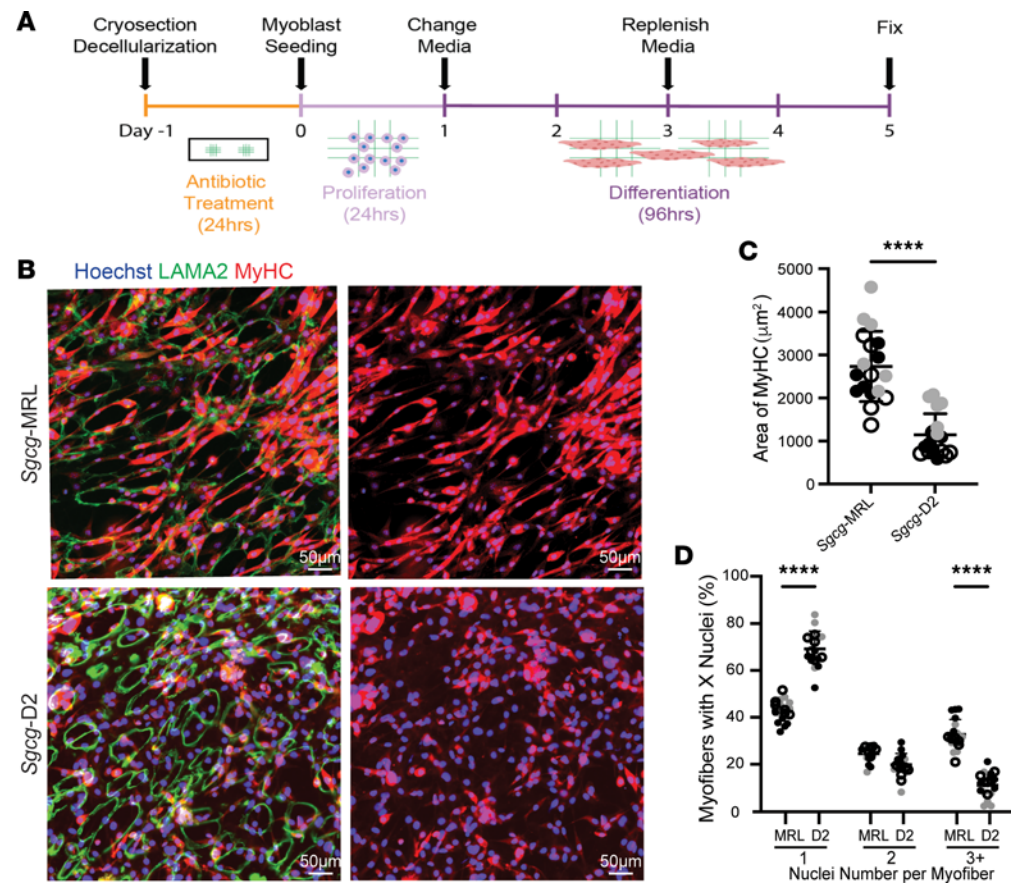 A
Cryosection
Decellularization
Myoblast
Seeding
Change
Media
Replenish
Media
Fix
Day -1
0
1
2
3
4
5
Antibiotic
Treatment
(24hrs)
Proliferation
(24hrs)
Differentiation
(96hrs)
B
Hoechst LAMA2 MyHC
Sgcg-MRL
50µm
50µm
Sgcg-D2
50µm
50µm
C
****
Area of MyHC (µm²)
5000
4000
3000
2000
1000
0
Sgcg-MRL
Sgcg-D2
D
****
****
Myofibers with X Nuclei (%)
100
80
60
40
20
0
MRL D2
MRL D2
MRL D2
1
2
3+
Nuclei Number per Myofiber